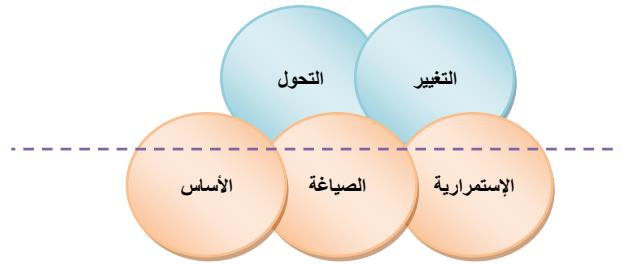 التغيير
التحول
الإستمرارية
الصياغة
الأساس